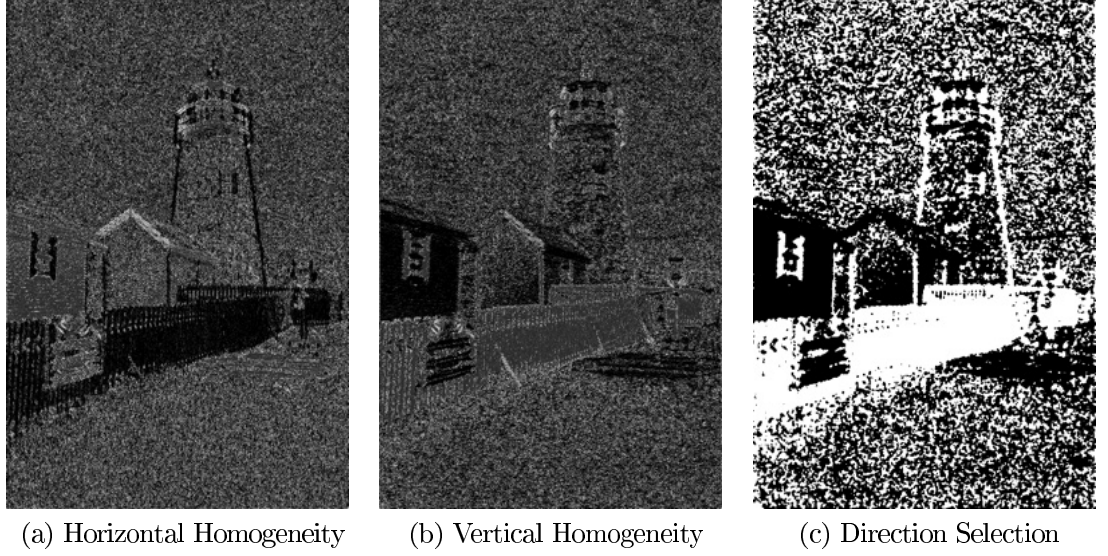 (a) Horizontal Homogeneity
(b) Vertical Homogeneity
(c) Direction Selection